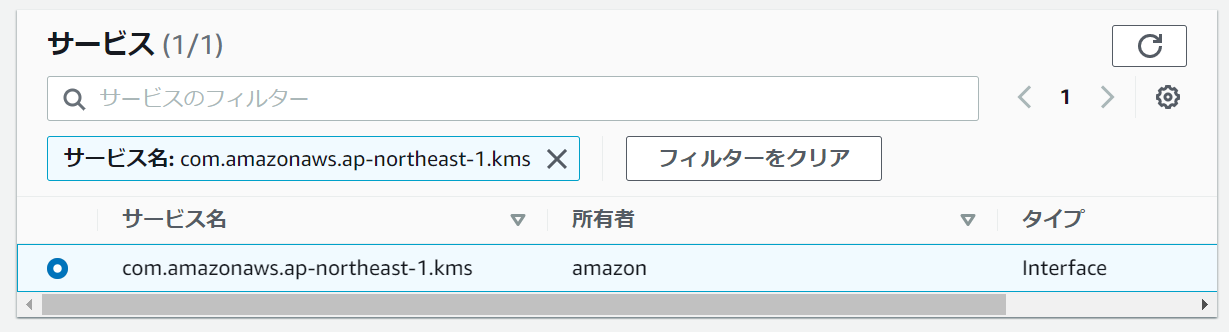 サービス (1/1)
サービスのフィルター
1
サービス名: com.amazonaws.ap-northeast-1.kms
フィルターをクリア
サービス名 所有者 タイプ
com.amazonaws.ap-northeast-1.kms amazon Interface